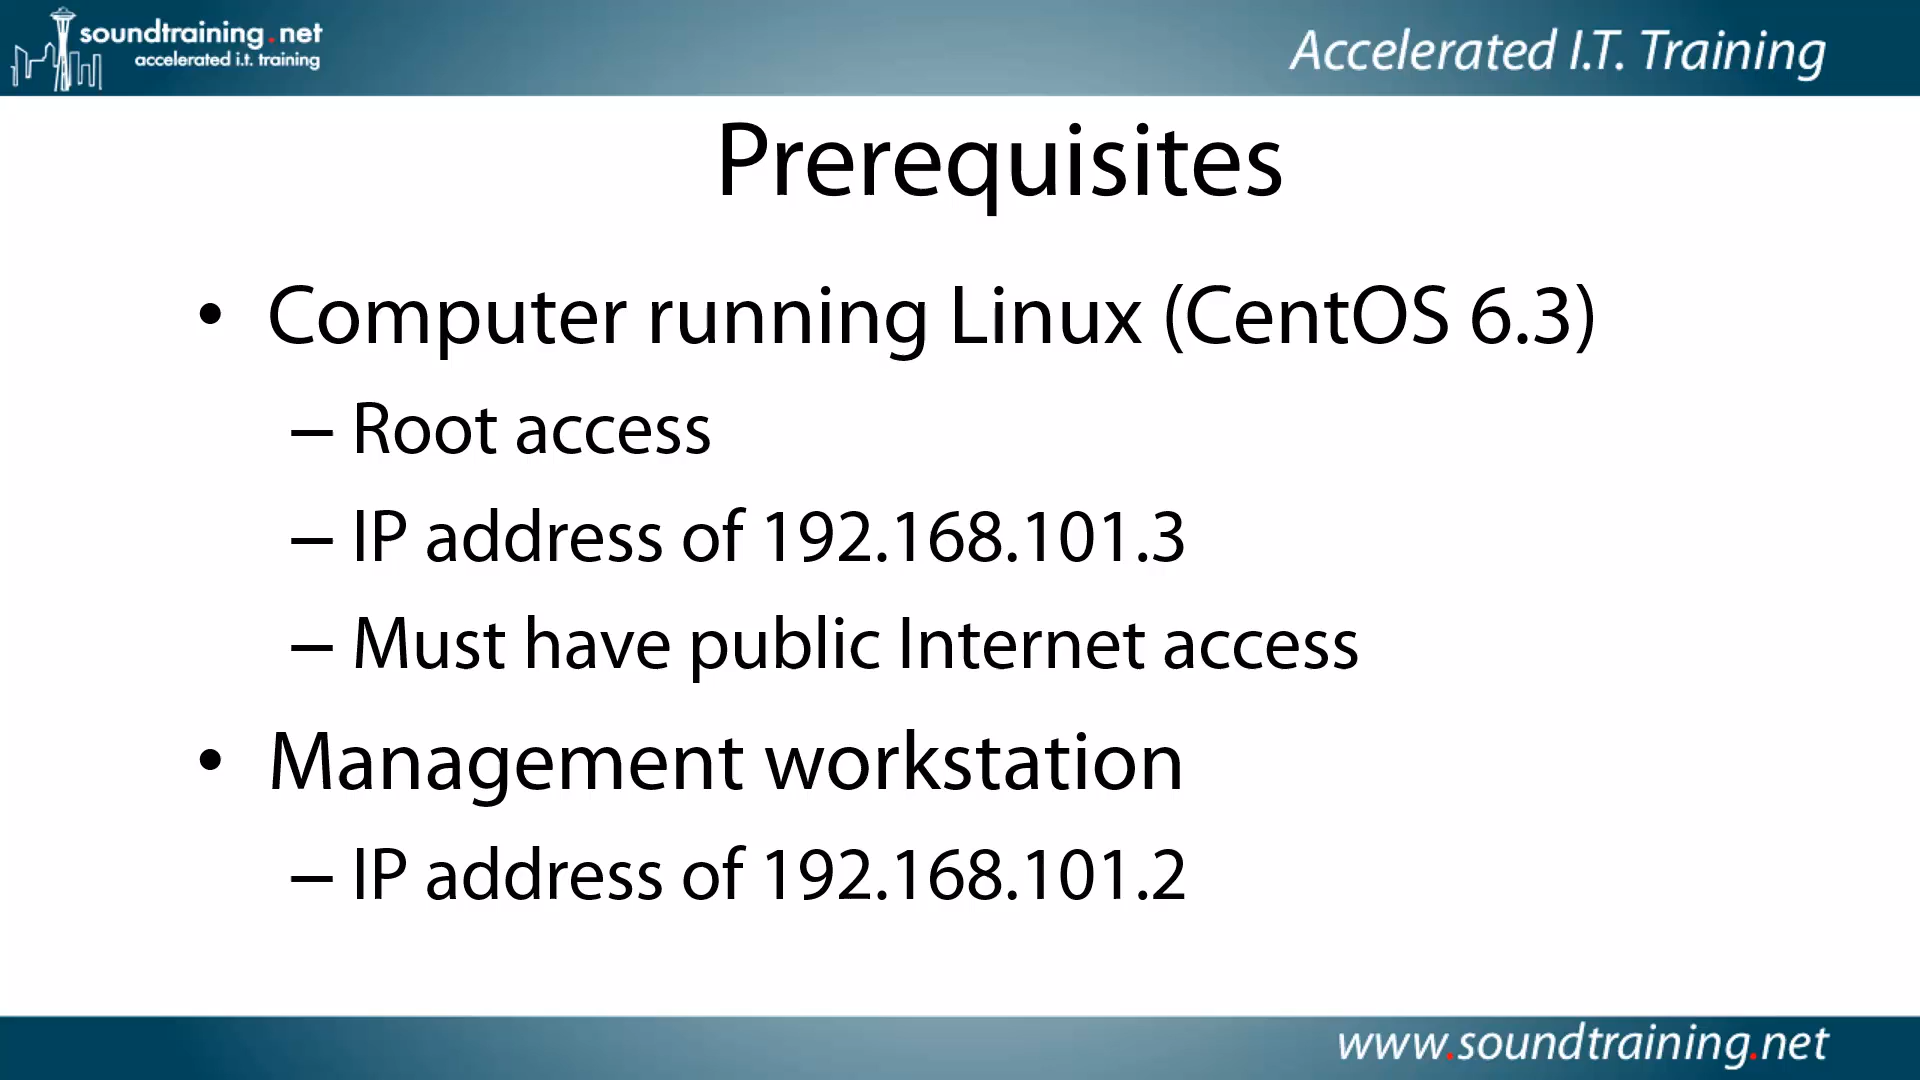 soundtraining.net
accelerated i.t. training
Accelerated I.T. Training
Prerequisites
• Computer running Linux (CentOS 6.3)
– Root access
– IP address of 192.168.101.3
– Must have public Internet access
• Management workstation
– IP address of 192.168.101.2
www.soundtraining.net